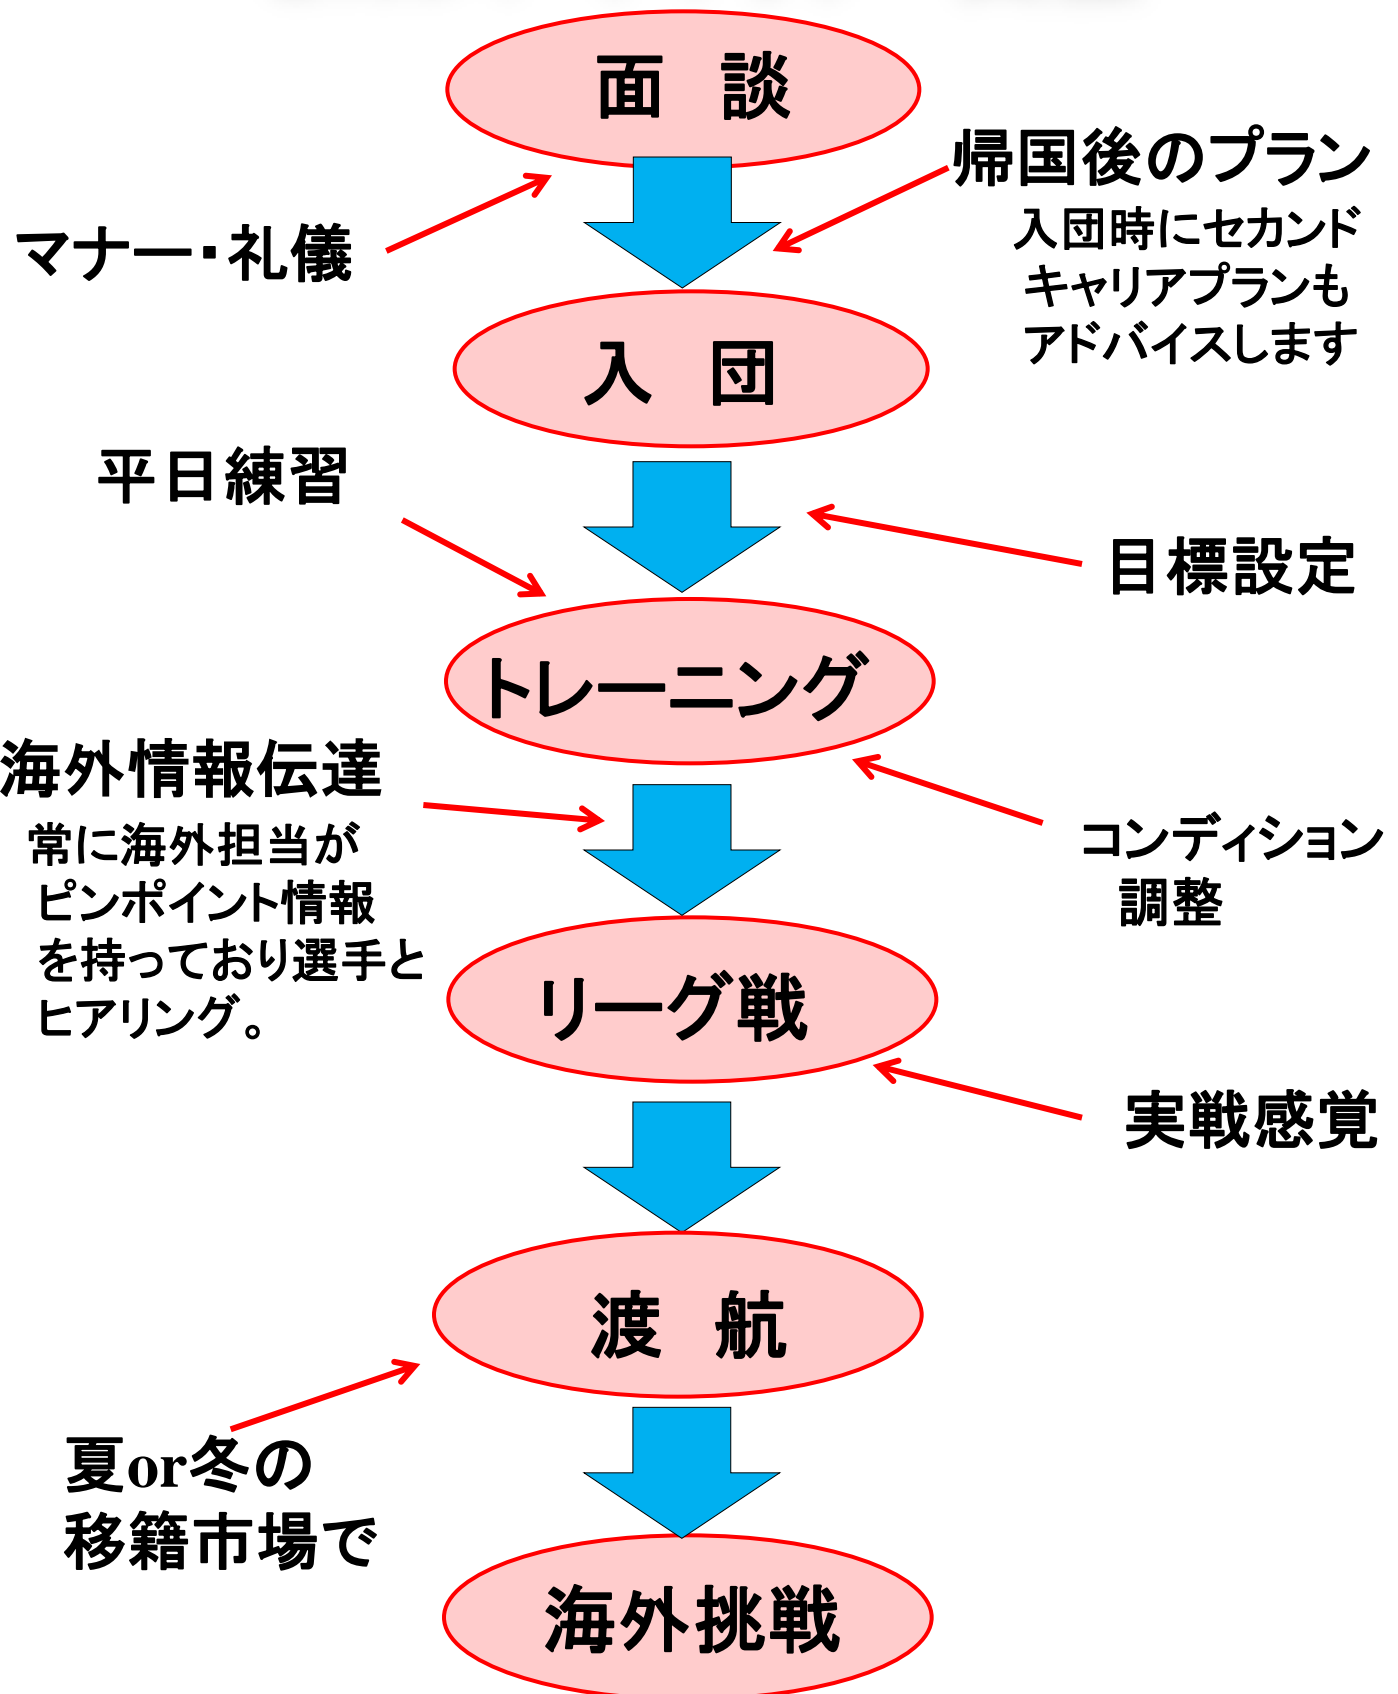 面　談
帰国後のプラン
入団時にセカンド
キャリアプランも
アドバイスします
マナー・礼儀
入　団
平日練習
目標設定
トレーニング
海外情報伝達
常に海外担当が
ピンポイント情報
を持っており選手と
ヒアリング。
コンディション
調整
リーグ戦
実戦感覚
渡　航
夏or冬の
移籍市場で
海外挑戦